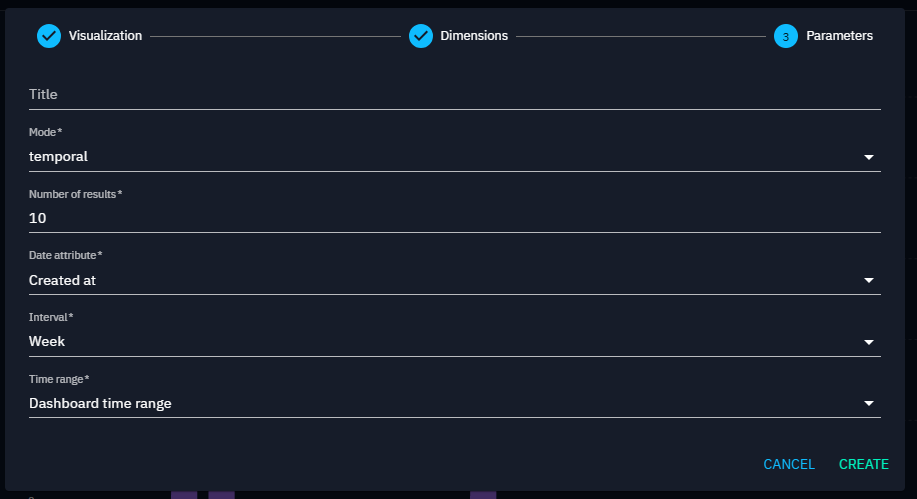 Visualization
Dimensions
3 Parameters
Title
Mode*
temporal
Number of results*
10
Date attribute*
Created at
Interval*
Week
Time range*
Dashboard time range
CANCEL CREATE